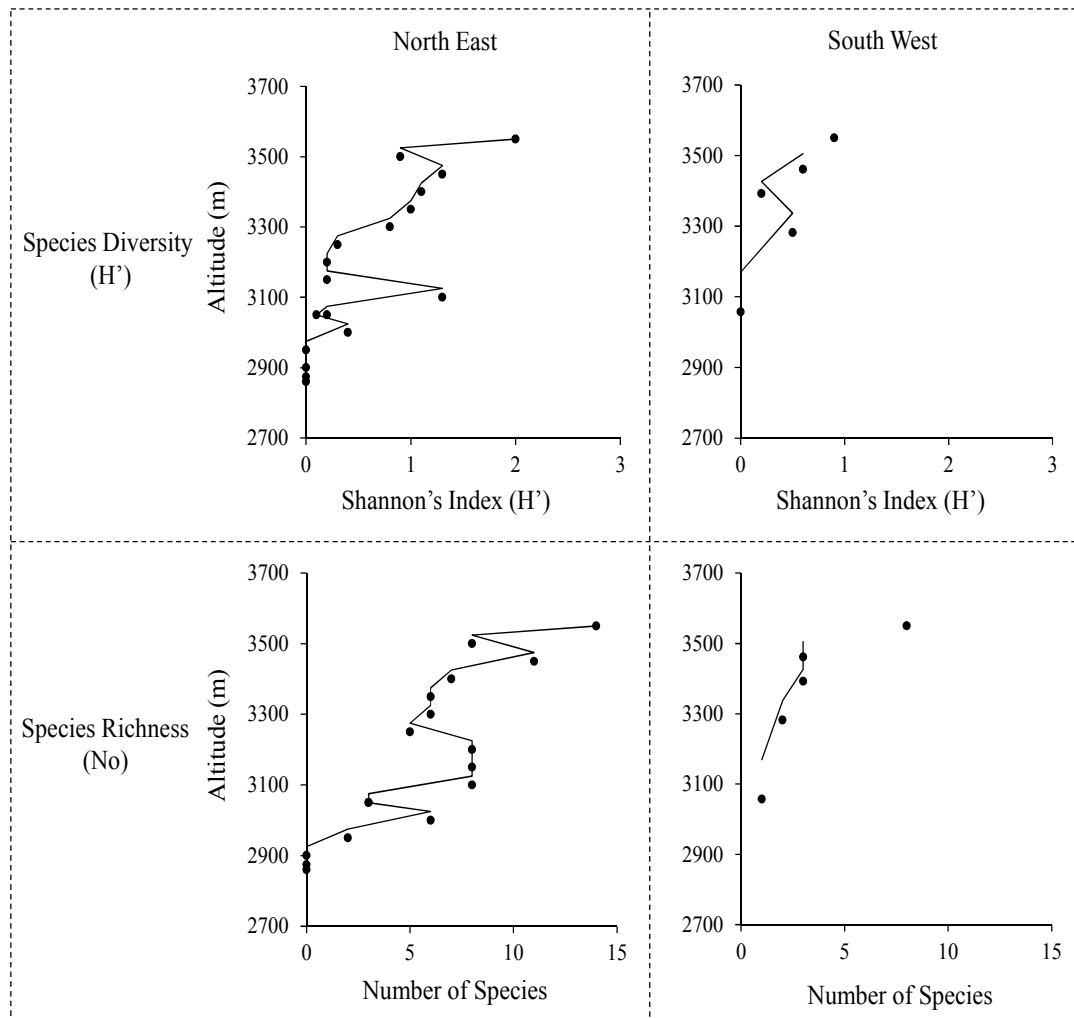 North East
South West
Species Diversity
(H’)
Altitude (m)
3700
3500
3300
3100
2900
2700
0 1 2 3
Shannon’s Index (H’)
3700
3500
3300
3100
2900
2700
0 1 2 3
Shannon’s Index (H’)
Species Richness
(No)
Altitude (m)
3700
3500
3300
3100
2900
2700
0 5 10 15
Number of Species
3700
3500
3300
3100
2900
2700
0 5 10 15
Number of Species